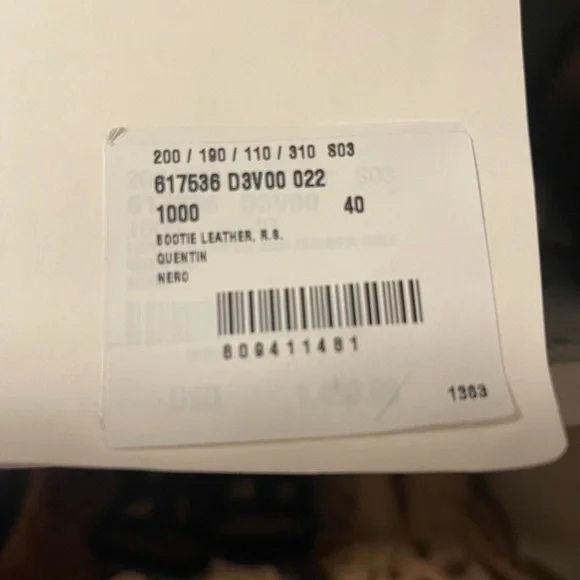 200 / 190 / 110 / 310 S03
617536 D3V00 022
1000 40
BOOTIE LEATHER, R.S.
QUENTIN
NERO
809411481
1383